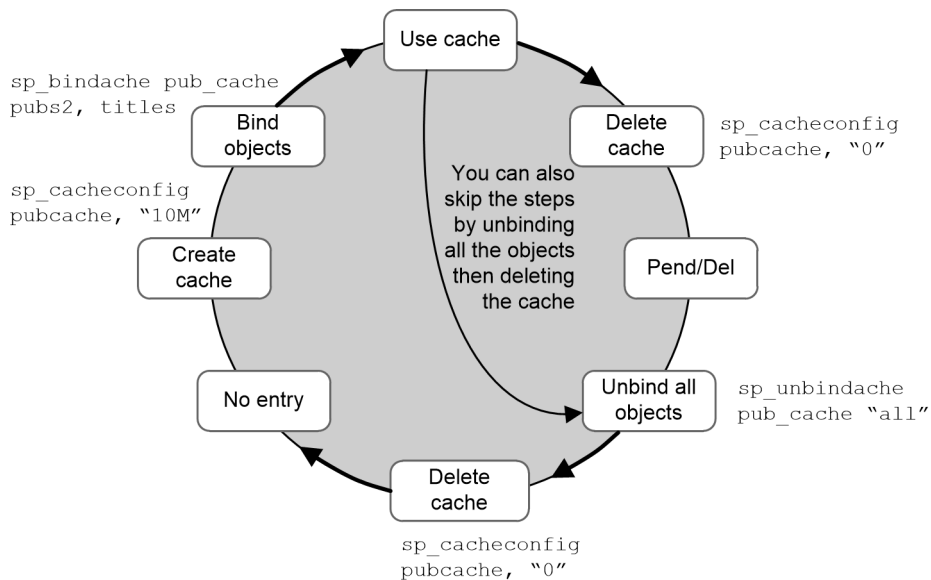 Use cache
sp_bindache pub_cache
pubs2, titles
Bind
objects
Delete
cache
sp_cacheconfig
pubcache, “0”
You can also
skip the steps
by unbinding
all the objects
then deleting
the cache
sp_cacheconfig
pubcache, “10M”
Create
cache
Pend/Del
No entry
Unbind all
objects
sp_unbindache
pub_cache “all”
Delete
cache
sp_cacheconfig
pubcache, “0”